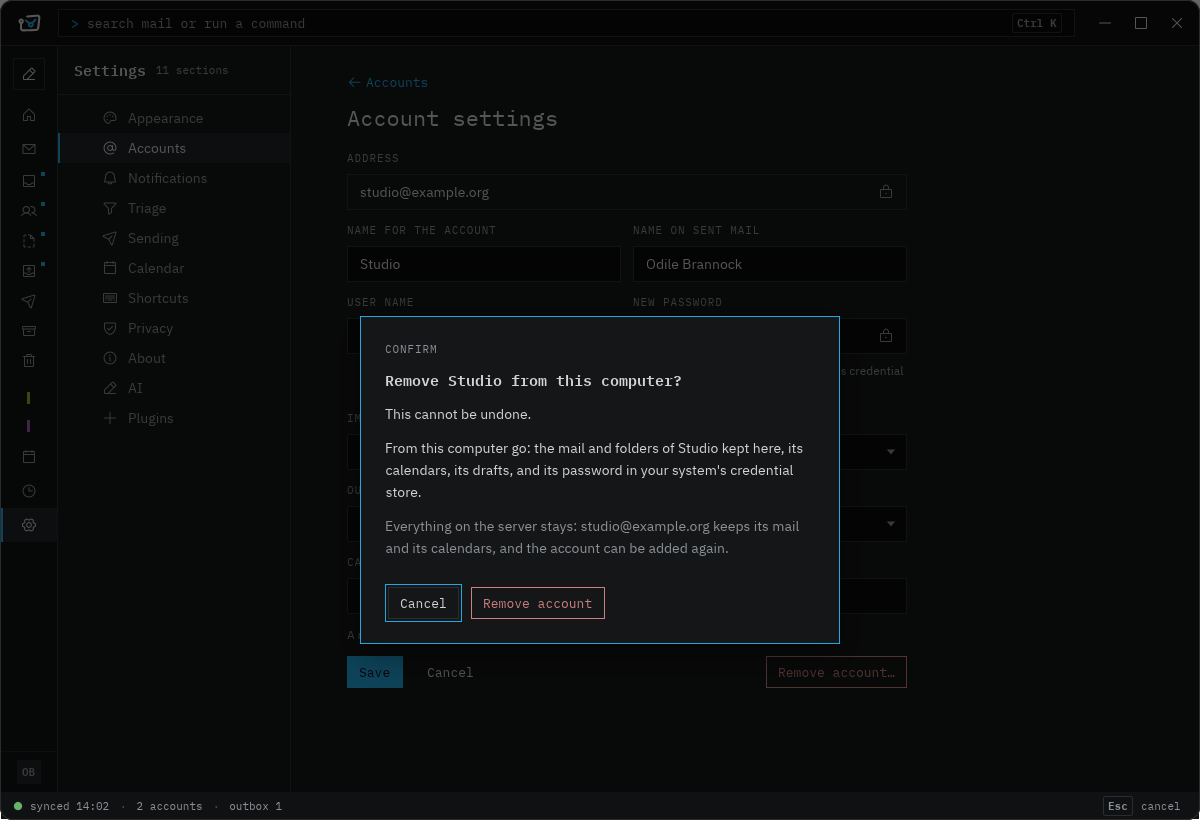 > search mail or run a command
Ctrl K
Settings 11 sections
Appearance
Accounts
Notifications
Triage
Sending
Calendar
Shortcuts
Privacy
About
AI
Plugins
OB
← Accounts
Account settings
ADDRESS
studio@example.org
NAME FOR THE ACCOUNT
NAME ON SENT MAIL
Studio
Odile Brannock
USER NAME
NEW PASSWORD
credential
CONFIRM
Remove Studio from this computer?
This cannot be undone.
From this computer go: the mail and folders of Studio kept here, its
calendars, its drafts, and its password in your system's credential
store.
Everything on the server stays: studio@example.org keeps its mail
and its calendars, and the account can be added again.
Cancel
Remove account
Save
Cancel
Remove account…
synced 14:02 · 2 accounts · outbox 1
Esc cancel